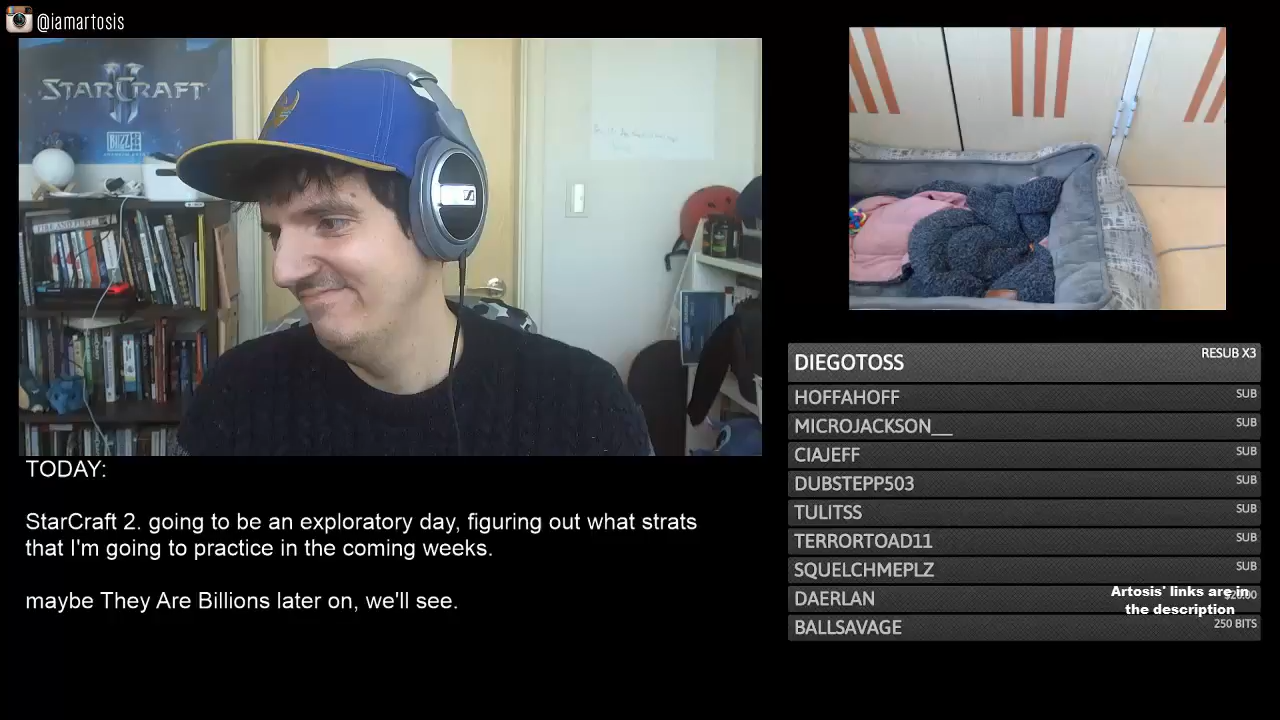 @iamartosis
STARCRAFT
II
BLIZZARD
TODAY:
StarCraft 2. going to be an exploratory day, figuring out what strats
that I'm going to practice in the coming weeks.
maybe They Are Billions later on, we'll see.
DIEGOTOSS RESUB X3
HOFFAHOFF SUB
MICROJACKSON__ SUB
CIAJEFF SUB
DUBSTEPP503 SUB
TULITSS SUB
TERRORTOAD11 SUB
SQUELCHMEPLZ SUB
DAERLAN
Artosis' links are in
the description
BALLSAVAGE 250 BITS